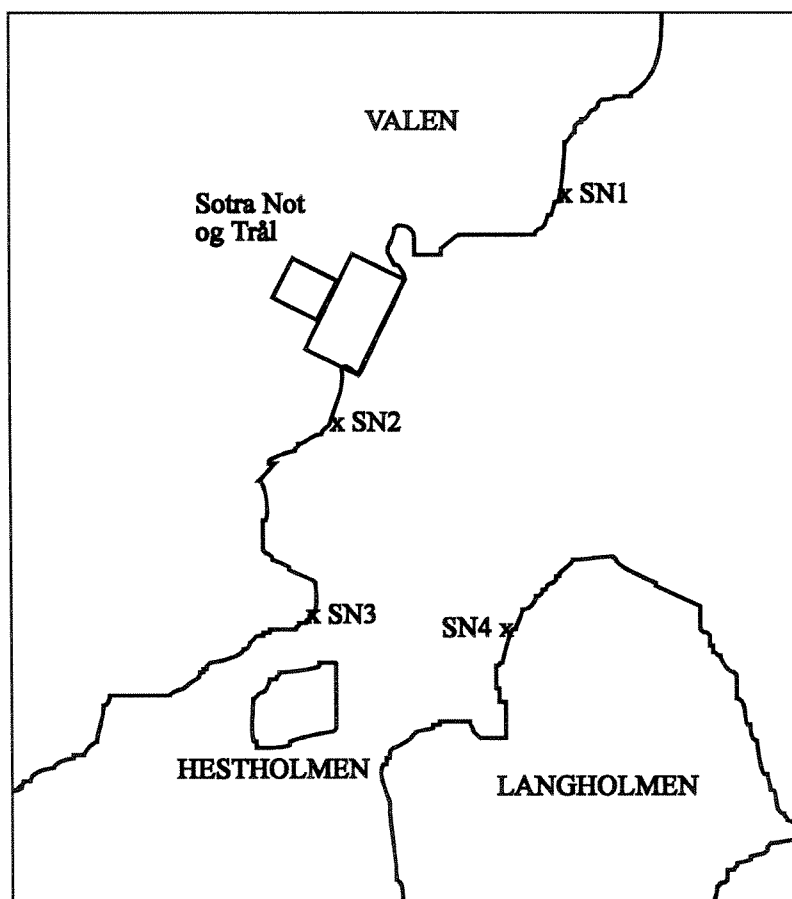 VALEN
x SN1
Sotra Not
og Trål
x SN2
x SN3
SN4 x
HESTHOLMEN
LANGHOLMEN